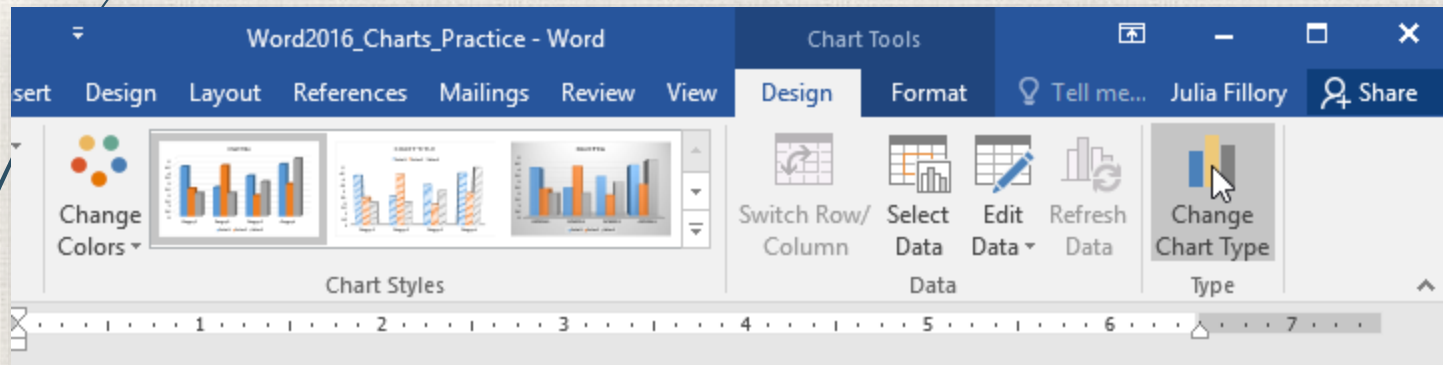 Word2016_Charts_Practice - Word
Chart Tools
sert Design Layout References Mailings Review View Design Format Tell me... Julia Fillory Share
Change Colors
Switch Row/ Column
Select Data
Edit Data
Refresh Data
Change Chart Type
Chart Styles
Data
Type
1 2 3 4 5 6 7